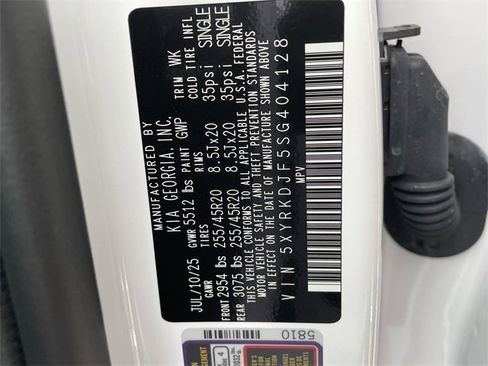 MANUFACTURED BY
KIA GEORGIA, INC.
JUL/10/25 GVWR 5512 lbs PAINT GWP TRIM WK
GAWR TIRES RIMS COLD TIRE INFL
FRONT 2954 lbs 255/45R20 8.5Jx20 35psi SINGLE
REAR 3075 lbs 255/45R20 8.5Jx20 35psi SINGLE
THIS VEHICLE CONFORMS TO ALL APPLICABLE U.S.A. FEDERAL
MOTOR VEHICLE SAFETY AND THEFT PREVENTION STANDARDS
IN EFFECT ON THE DATE OF MANUFACTURE SHOWN ABOVE
VIN 5XYRKDJF5SG404128
MPV
5810
4